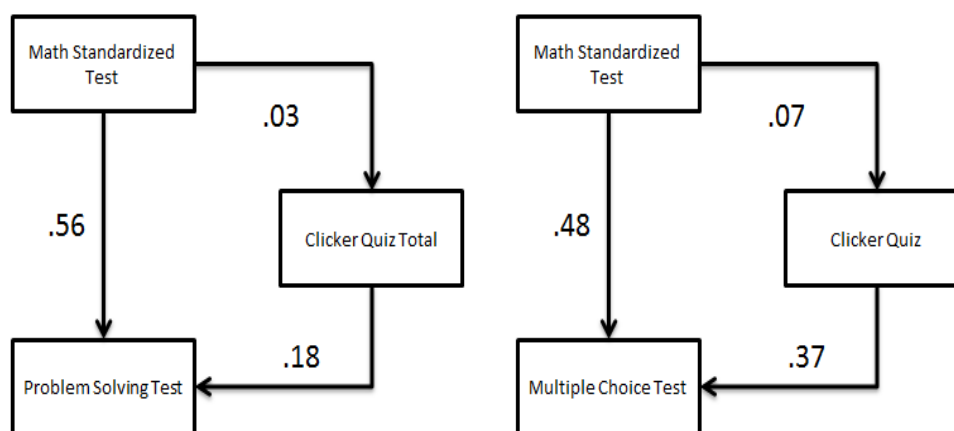 Math Standardized
Test
.03
.56
Clicker Quiz Total
.18
Problem Solving Test
Math Standardized
Test
.07
.48
Clicker Quiz
.37
Multiple Choice Test